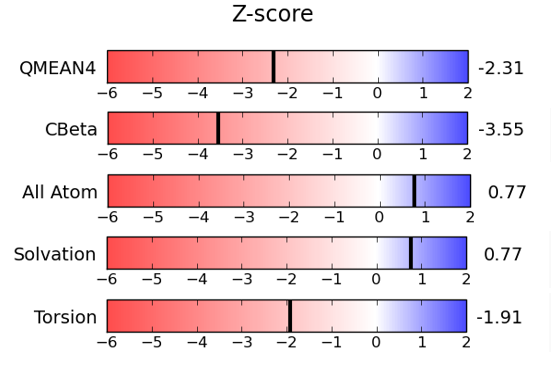 Z-score
QMEAN4 -2.31
−6 −5 −4 −3 −2 −1 0 1 2
CBeta -3.55
−6 −5 −4 −3 −2 −1 0 1 2
All Atom 0.77
−6 −5 −4 −3 −2 −1 0 1 2
Solvation 0.77
−6 −5 −4 −3 −2 −1 0 1 2
Torsion -1.91
−6 −5 −4 −3 −2 −1 0 1 2